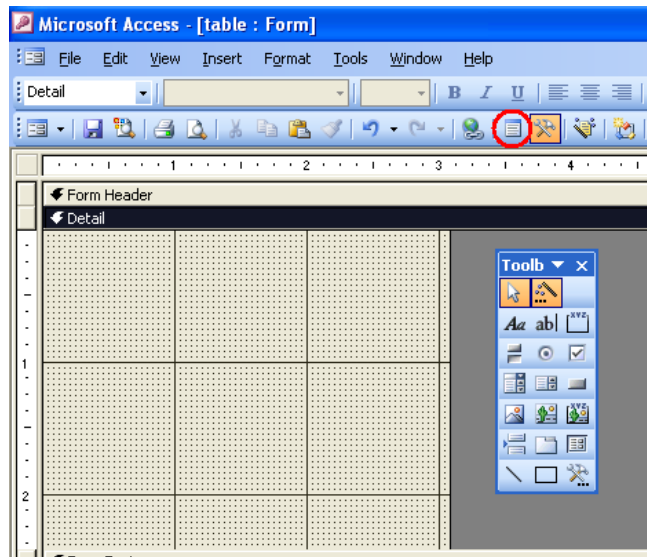 Microsoft Access - [table : Form]
File Edit View Insert Format Tools Window Help
Detail B I U
1 2 3 4
Form Header
Detail
Toolb
Aa ab| XYZ
1
XYZ
2